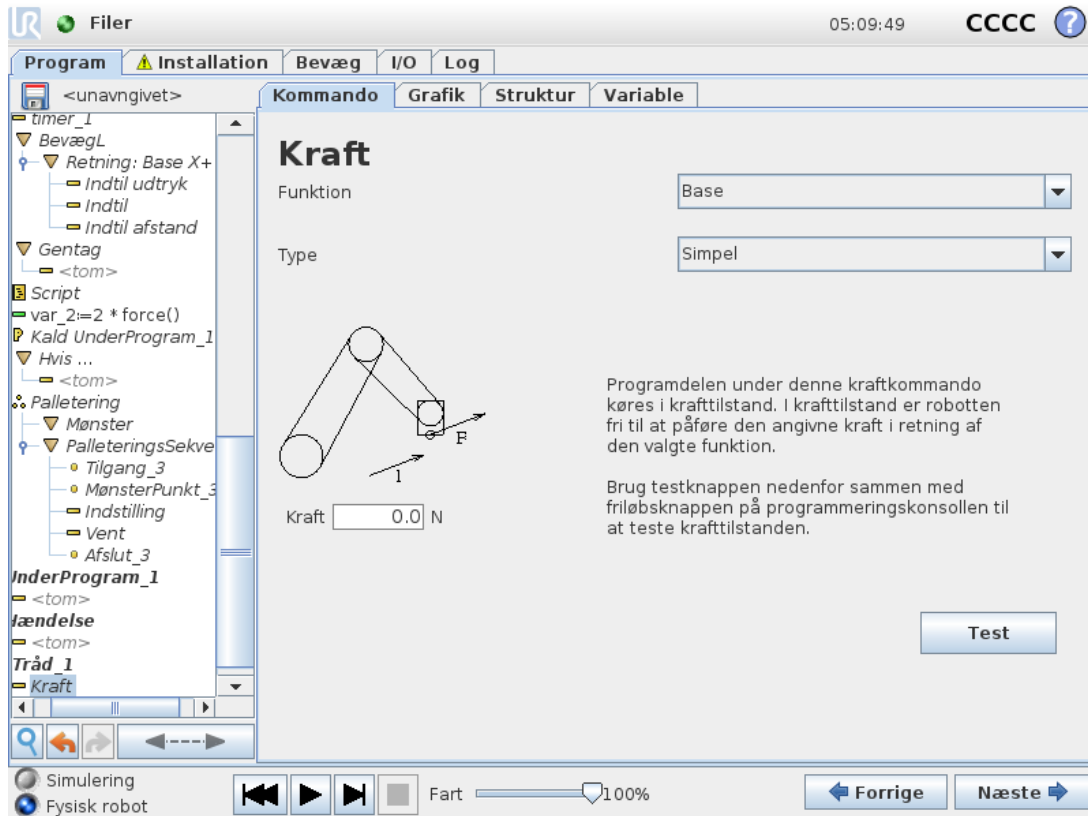 UR
Filer
05:09:49
CCCC
?
Program
Installation
Bevæg
I/O
Log
<unavngivet>
Kommando
Grafik
Struktur
Variable
timer_1
BevægL
Retning: Base X+
Indtil udtryk
Indtil
Indtil afstand
Gentag
<tom>
Script
var_2:=2 * force()
Kald UnderProgram_1
Hvis ...
<tom>
Palletering
Mønster
PalleteringsSekve
Tilgang_3
MønsterPunkt_3
Indstilling
Vent
Afslut_3
UnderProgram_1
<tom>
Hændelse
<tom>
Tråd_1
Kraft
Kraft
Funktion
Base
Type
Simpel
F
1
Kraft 0.0 N
Programdelen under denne kraftkommando
køres i krafttilstand. I krafttilstand er robotten
fri til at påføre den angivne kraft i retning af
den valgte funktion.
Brug testknappen nedenfor sammen med
friløbsknappen på programmeringskonsollen til
at teste krafttilstanden.
Test
Simulering
Fysisk robot
Fart
100%
Forrige
Næste